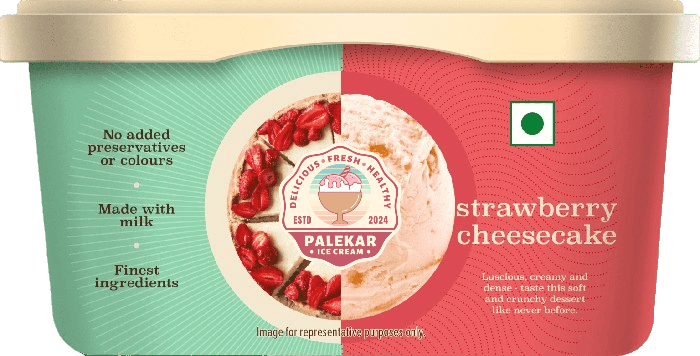 No added
preservatives
or colours
Made with
milk
Finest
ingredients
DELICIOUS • FRESH • HEALTHY
ESTD 2024
PALEKAR
• ICE CREAM •
strawberry
cheesecake
Luscious, creamy and
dense - taste this soft
and crunchy dessert
like never before.
Image for representative purposes only.